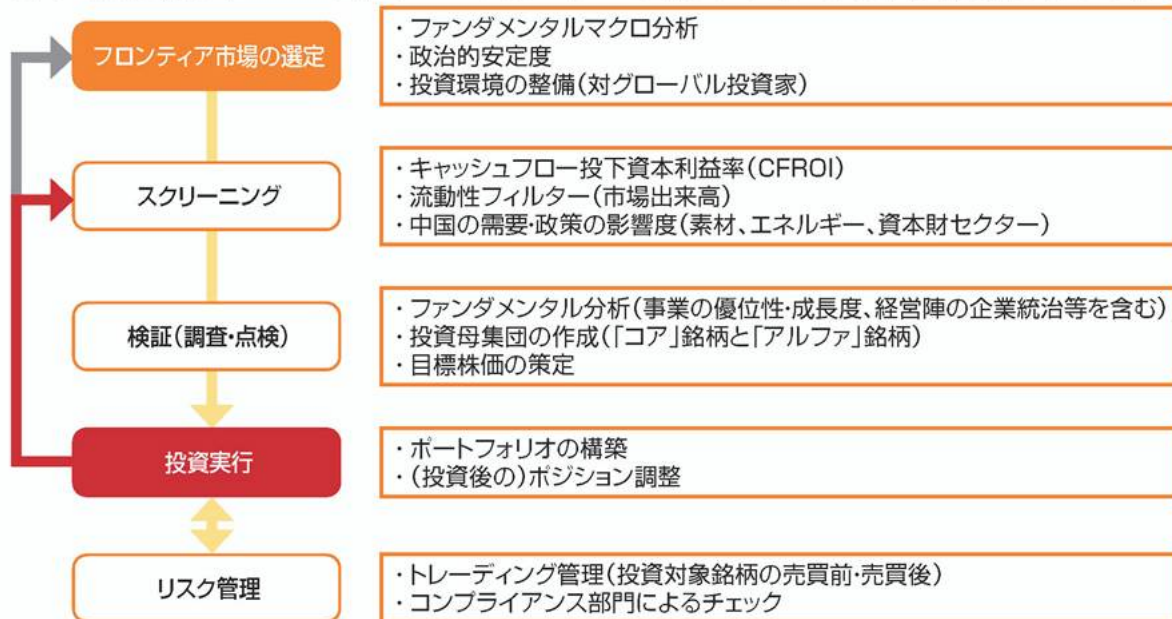 フロンティア市場の選定
・ファンダメンタルマクロ分析
・政治的安定度
・投資環境の整備(対グローバル投資家)
スクリーニング
・キャッシュフロー投下資本利益率(CFROI)
・流動性フィルター(市場出来高)
・中国の需要・政策の影響度(素材、エネルギー、資本財セクター)
検証(調査・点検)
・ファンダメンタル分析(事業の優位性・成長度、経営陣の企業統治等を含む)
・投資母集団の作成(「コア」銘柄と「アルファ」銘柄)
・目標株価の策定
投資実行
・ポートフォリオの構築
・(投資後の)ポジション調整
リスク管理
・トレーディング管理(投資対象銘柄の売買前・売買後)
・コンプライアンス部門によるチェック